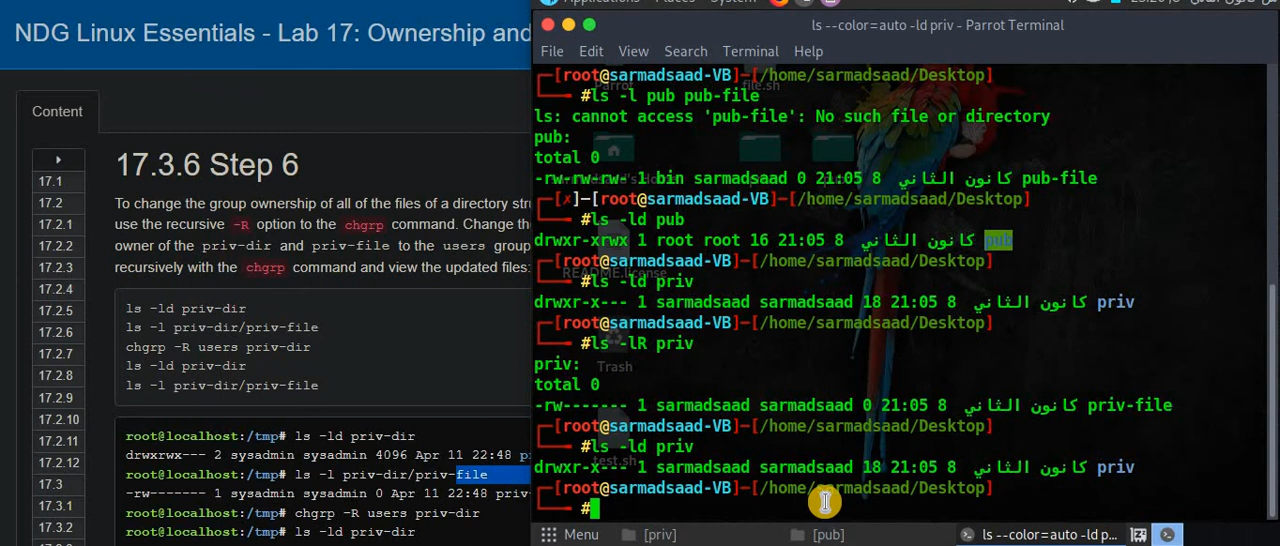 NDG Linux Essentials - Lab 17: Ownership and
Content
17.1
17.2
17.2.1
17.2.2
17.2.3
17.2.4
17.2.5
17.2.6
17.2.7
17.2.8
17.2.9
17.2.10
17.2.11
17.2.12
17.3
17.3.1
17.3.2
17.3.6 Step 6
To change the group ownership of all of the files of a directory stru
use the recursive -R option to the chgrp command. Change the
owner of the priv-dir and priv-file to the users group
recursively with the chgrp command and view the updated files:
ls -ld priv-dir
ls -l priv-dir/priv-file
chgrp -R users priv-dir
ls -ld priv-dir
ls -l priv-dir/priv-file
root@localhost:/tmp# ls -ld priv-dir
drwxrwx--- 2 sysadmin sysadmin 4096 Apr 11 22:48 p
root@localhost:/tmp# ls -l priv-dir/priv-file
-rw------- 1 sysadmin sysadmin 0 Apr 11 22:48 priv-
root@localhost:/tmp# chgrp -R users priv-dir
root@localhost:/tmp# ls -ld priv-dir
Applications Places System
ls --color=auto -ld priv - Parrot Terminal
File Edit View Search Terminal Help
┌─[root@sarmadsaad-VB]─[/home/sarmadsaad/Desktop]
└──╼ #ls -l pub pub-file
ls: cannot access 'pub-file': No such file or directory
pub:
total 0
-rw-rw-rw- 1 bin sarmadsaad 0 21:05 8 كانون الثاني pub-file
┌─[✗]─[root@sarmadsaad-VB]─[/home/sarmadsaad/Desktop]
└──╼ #ls -ld pub
drwxr-xrwx 1 root root 16 21:05 8 كانون الثاني pub
┌─[root@sarmadsaad-VB]─[/home/sarmadsaad/Desktop]
└──╼ #ls -ld priv
drwxr-x--- 1 sarmadsaad sarmadsaad 18 21:05 8 كانون الثاني priv
┌─[root@sarmadsaad-VB]─[/home/sarmadsaad/Desktop]
└──╼ #ls -lR priv
priv:
total 0
-rw------- 1 sarmadsaad sarmadsaad 0 21:05 8 كانون الثاني priv-file
┌─[root@sarmadsaad-VB]─[/home/sarmadsaad/Desktop]
└──╼ #ls -ld priv
drwxr-x--- 1 sarmadsaad sarmadsaad 18 21:05 8 كانون الثاني priv
┌─[root@sarmadsaad-VB]─[/home/sarmadsaad/Desktop]
└──╼ #
Parrot
file.sh
README.license
Trash
test.sh
Menu
[priv]
[pub]
ls --color=auto -ld p...